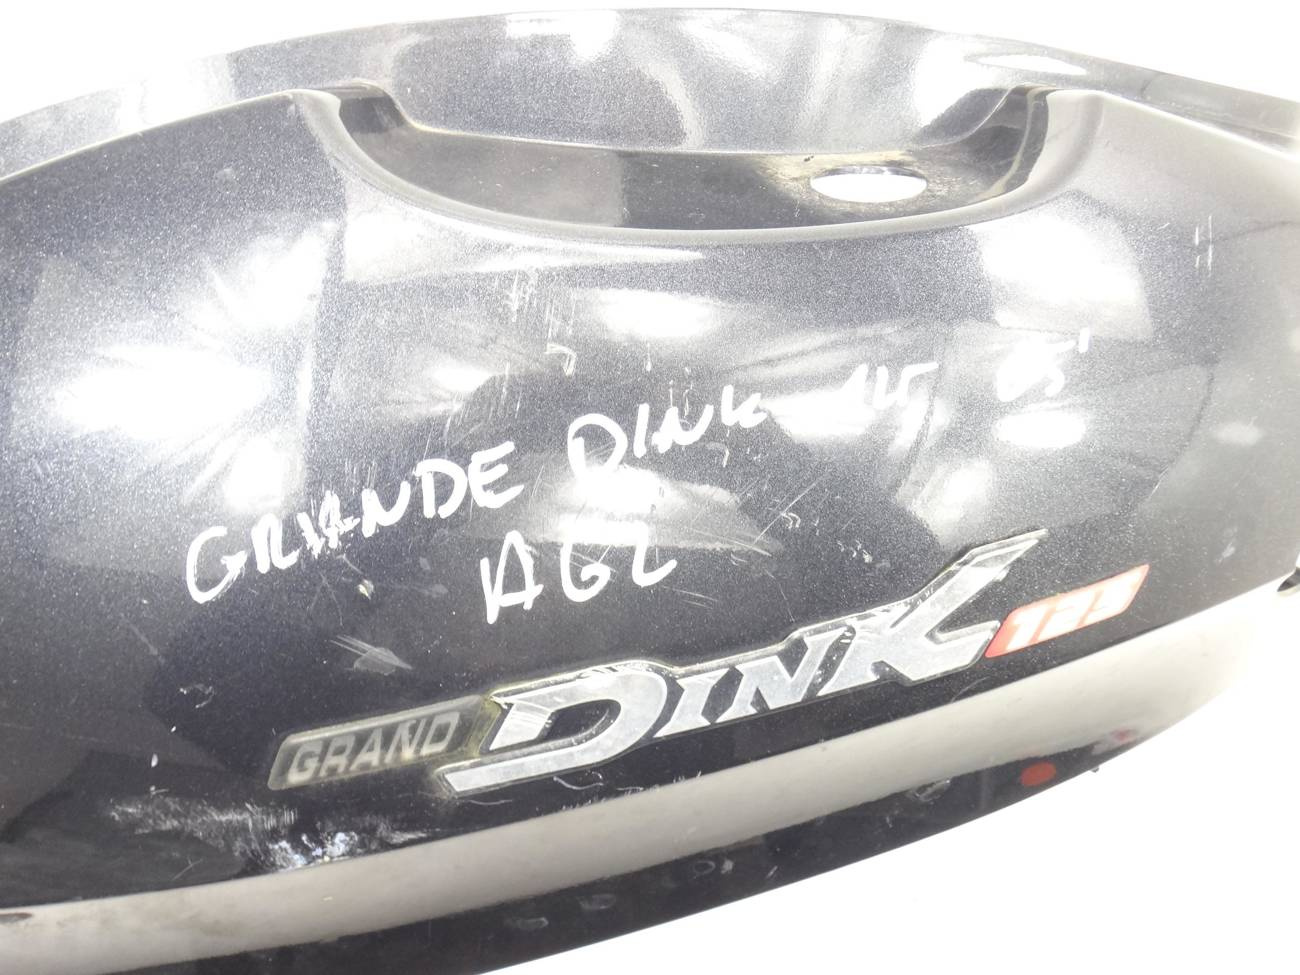 GRANDE DINK 125 05'
AGL
GRAND DINK 125